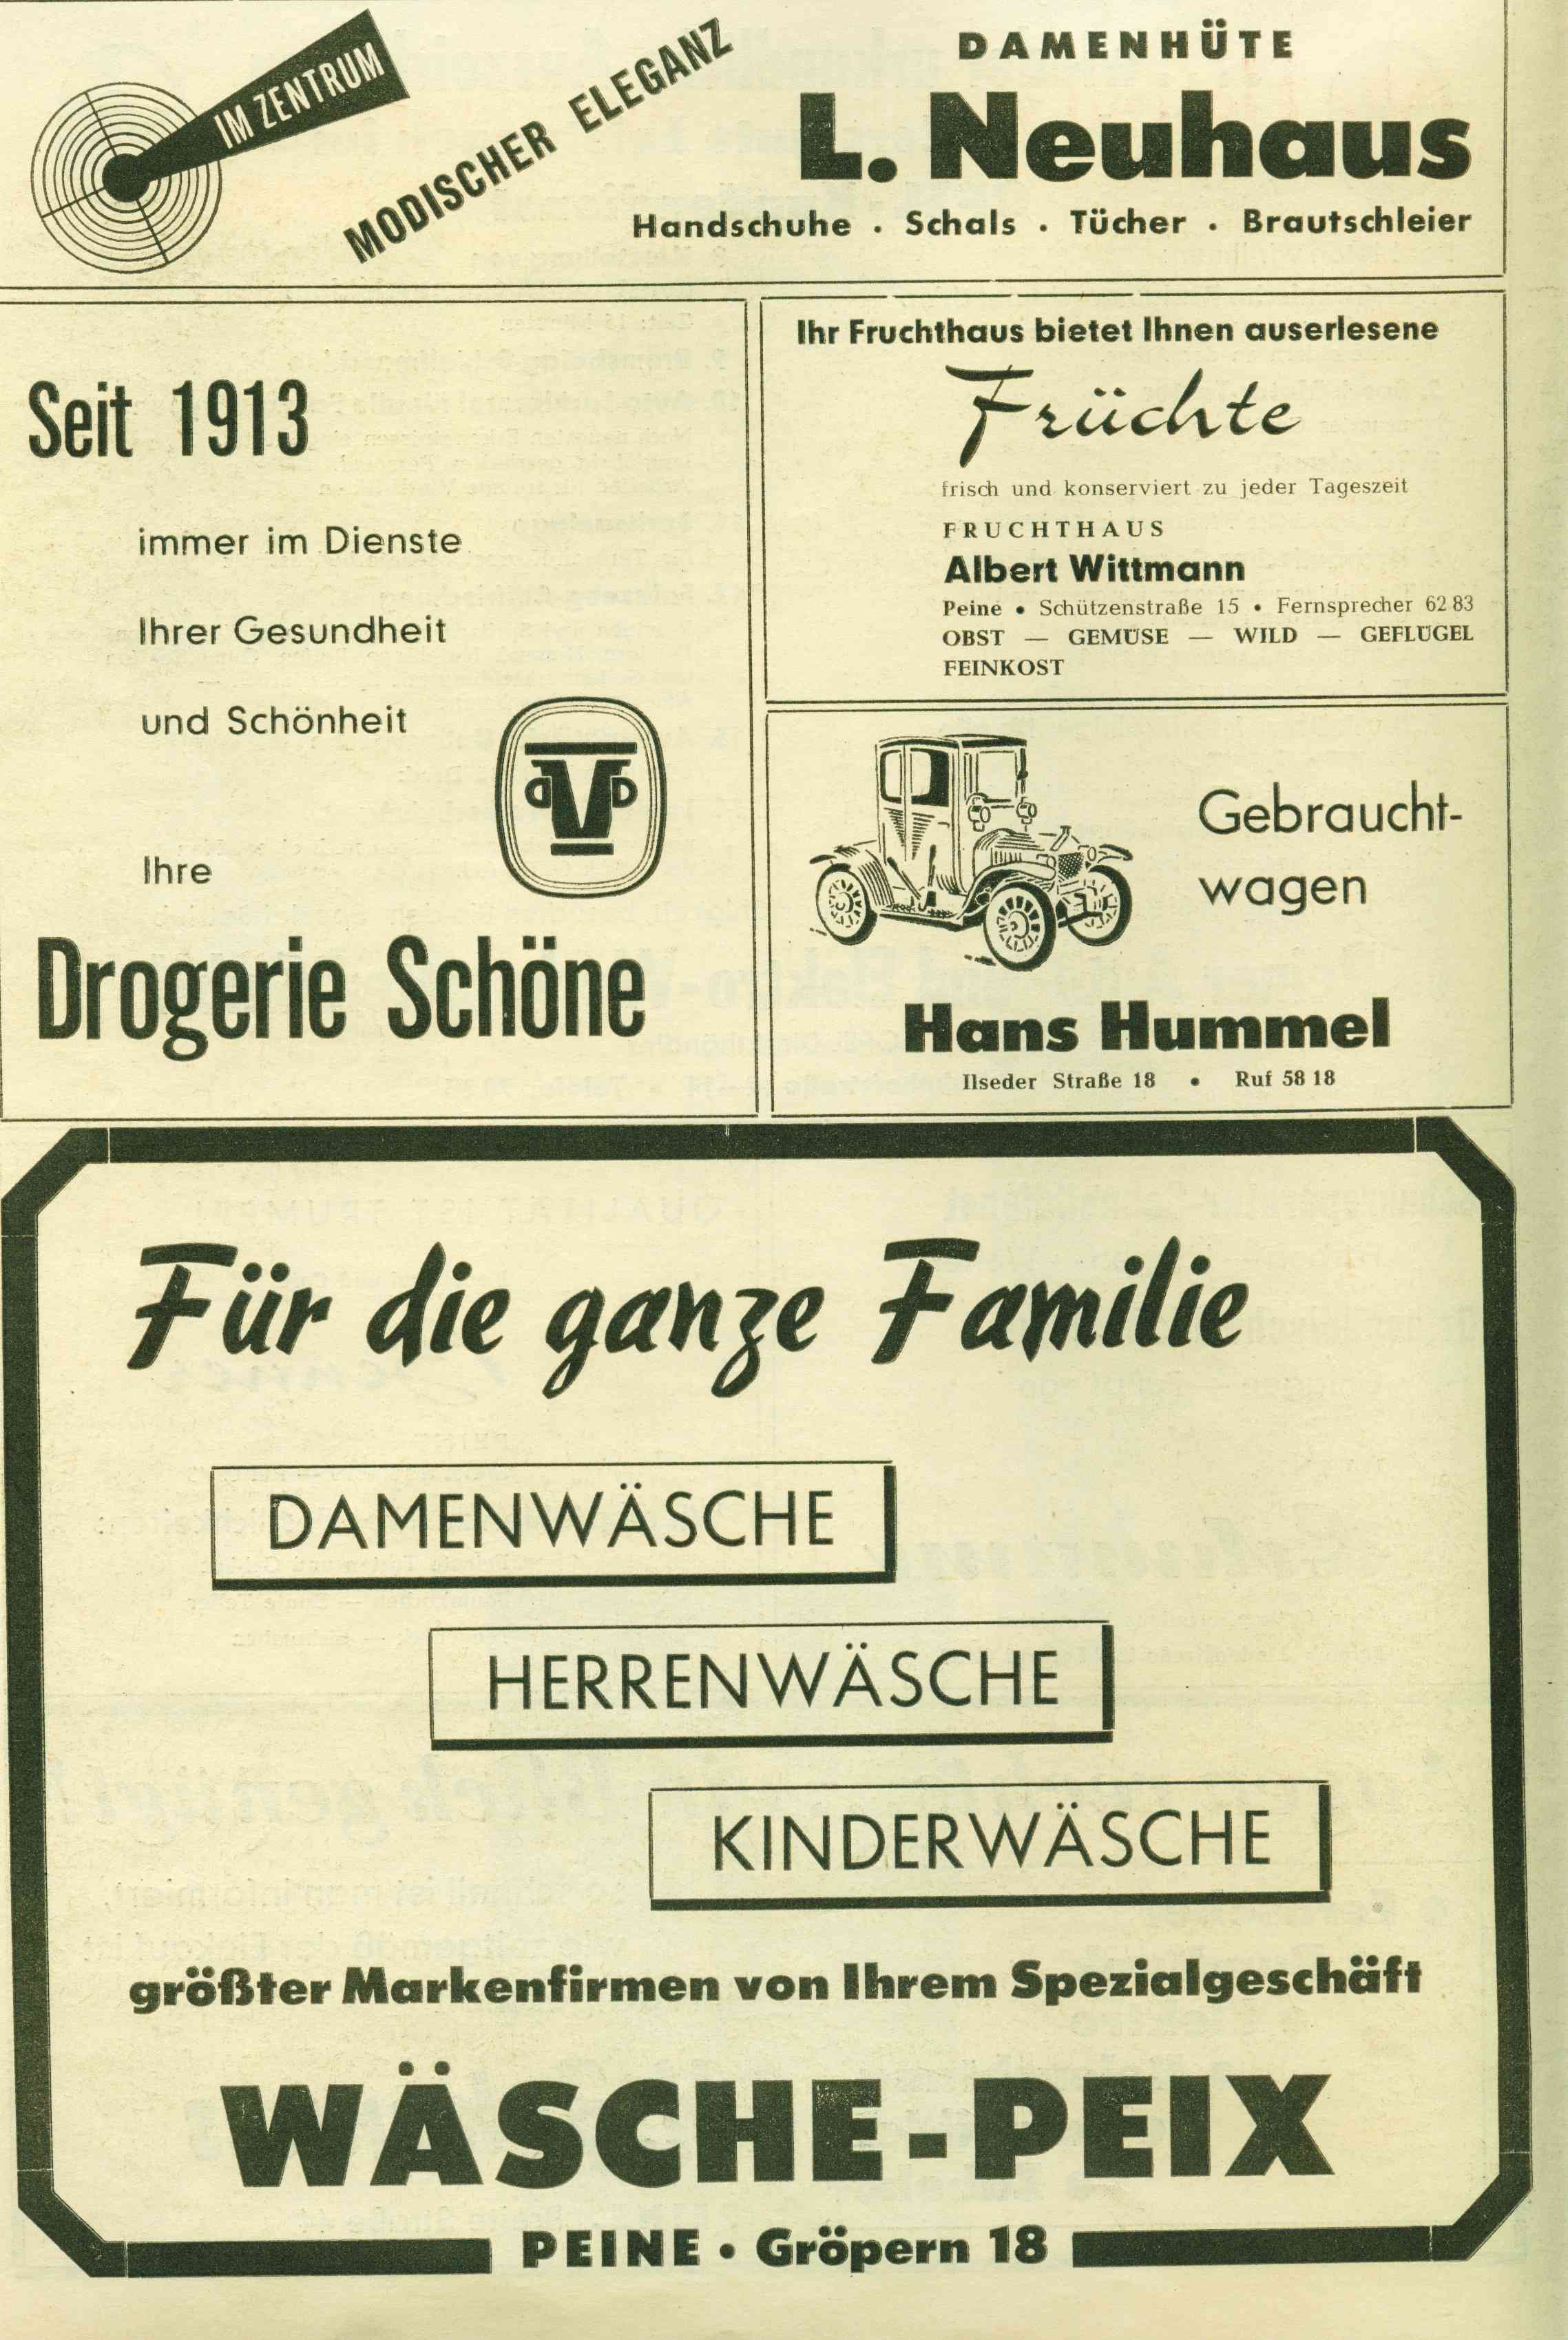 IM ZENTRUM
MODISCHER ELEGANZ
DAMENHÜTE
L. Neuhaus
Handschuhe · Schals · Tücher · Brautschleier
Seit 1913
immer im Dienste
Ihrer Gesundheit
und Schönheit
Ihre
Drogerie Schöne
Ihr Fruchthaus bietet Ihnen auserlesene
Früchte
frisch und konserviert zu jeder Tageszeit
FRUCHTHAUS
Albert Wittmann
Peine • Schützenstraße 15 • Fernsprecher 62 83
OBST — GEMÜSE — WILD — GEFLÜGEL
FEINKOST
Gebraucht-
wagen
Hans Hummel
Ilseder Straße 18 • Ruf 58 18
Für die ganze Familie
DAMENWÄSCHE
HERRENWÄSCHE
KINDERWÄSCHE
größter Markenfirmen von Ihrem Spezialgeschäft
WÄSCHE-PEIX
PEINE • Gröpern 18